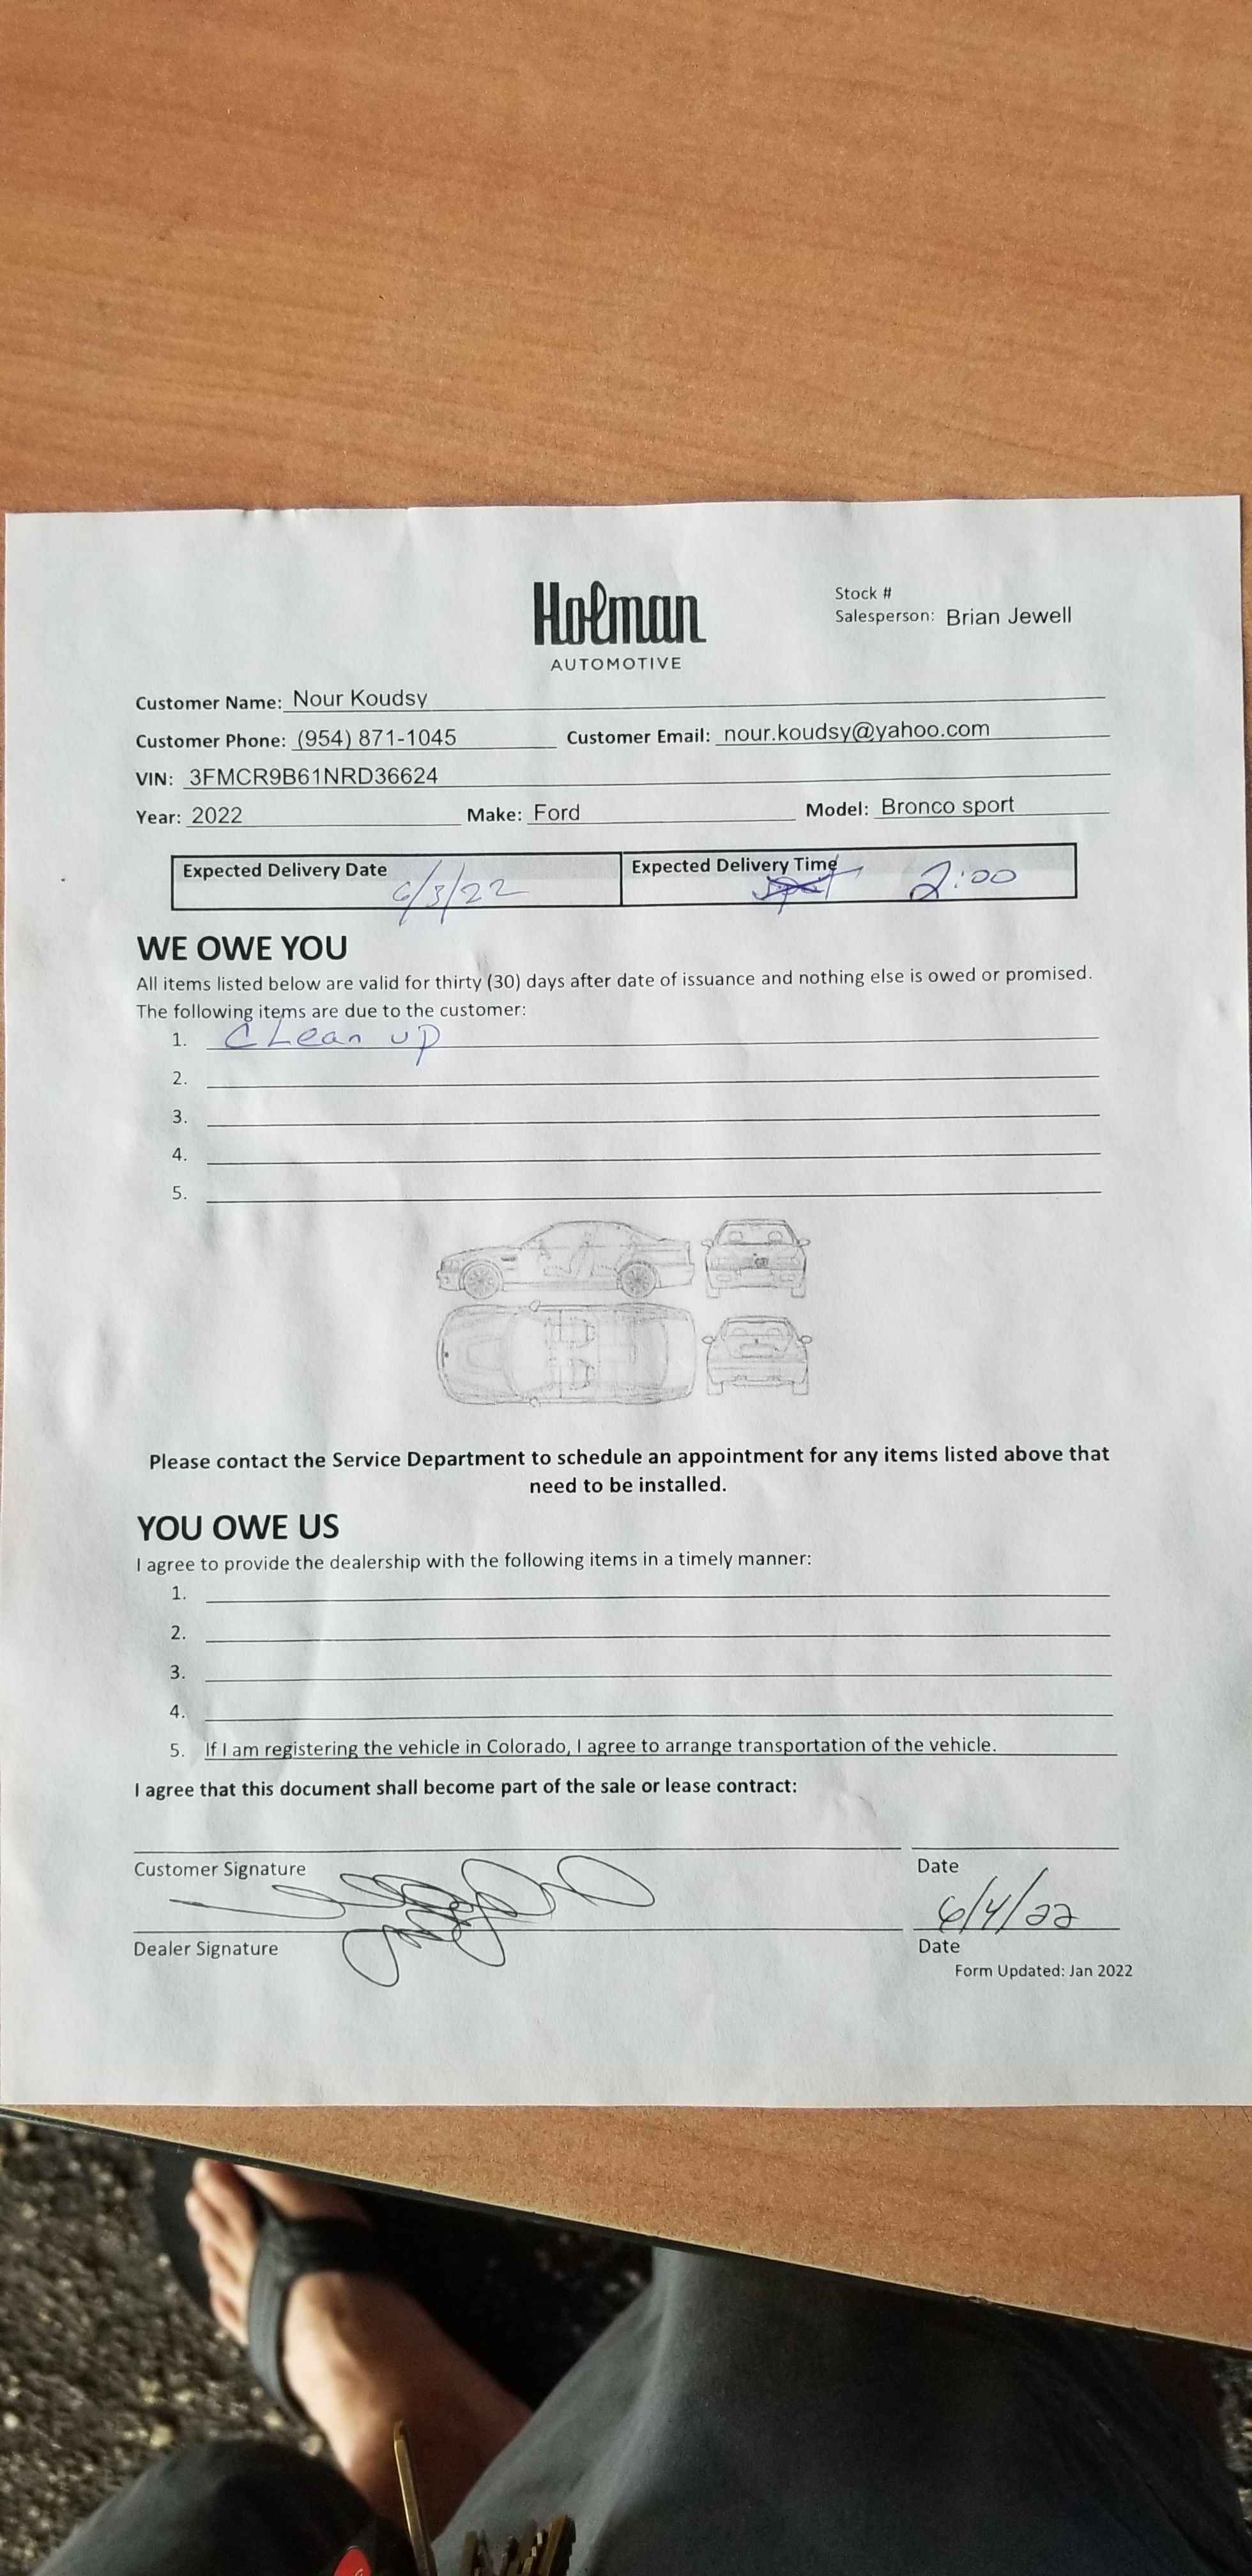 Holman
AUTOMOTIVE
Stock #
Salesperson: Brian Jewell
Customer Name: Nour Koudsy
Customer Phone: (954) 871-1045 Customer Email: nour.koudsy@yahoo.com
VIN: 3FMCR9B61NRD36624
Year: 2022 Make: Ford Model: Bronco sport
Expected Delivery Date 6/3/22 Expected Delivery Time 2:00
WE OWE YOU
All items listed below are valid for thirty (30) days after date of issuance and nothing else is owed or promised.
The following items are due to the customer:
1. CLean up
2.
3.
4.
5.
Please contact the Service Department to schedule an appointment for any items listed above that
need to be installed.
YOU OWE US
I agree to provide the dealership with the following items in a timely manner:
1.
2.
3.
4.
5. If I am registering the vehicle in Colorado, I agree to arrange transportation of the vehicle.
I agree that this document shall become part of the sale or lease contract:
Customer Signature Date
6/4/22
Dealer Signature Date
Form Updated: Jan 2022